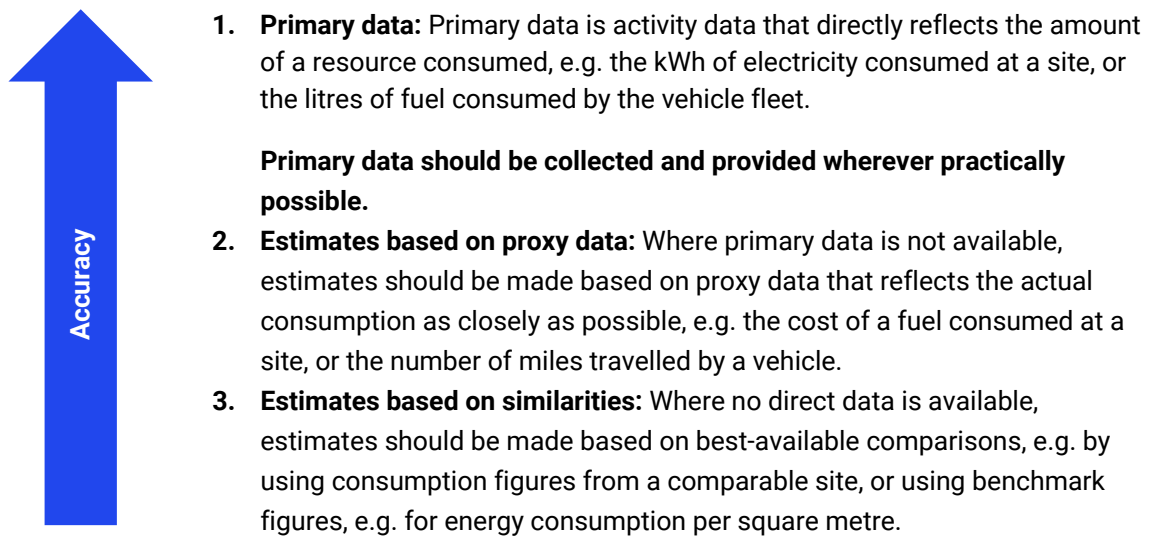 Accuracy
1. Primary data: Primary data is activity data that directly reflects the amount
of a resource consumed, e.g. the kWh of electricity consumed at a site, or
the litres of fuel consumed by the vehicle fleet.
Primary data should be collected and provided wherever practically
possible.
2. Estimates based on proxy data: Where primary data is not available,
estimates should be made based on proxy data that reflects the actual
consumption as closely as possible, e.g. the cost of a fuel consumed at a
site, or the number of miles travelled by a vehicle.
3. Estimates based on similarities: Where no direct data is available,
estimates should be made based on best-available comparisons, e.g. by
using consumption figures from a comparable site, or using benchmark
figures, e.g. for energy consumption per square metre.